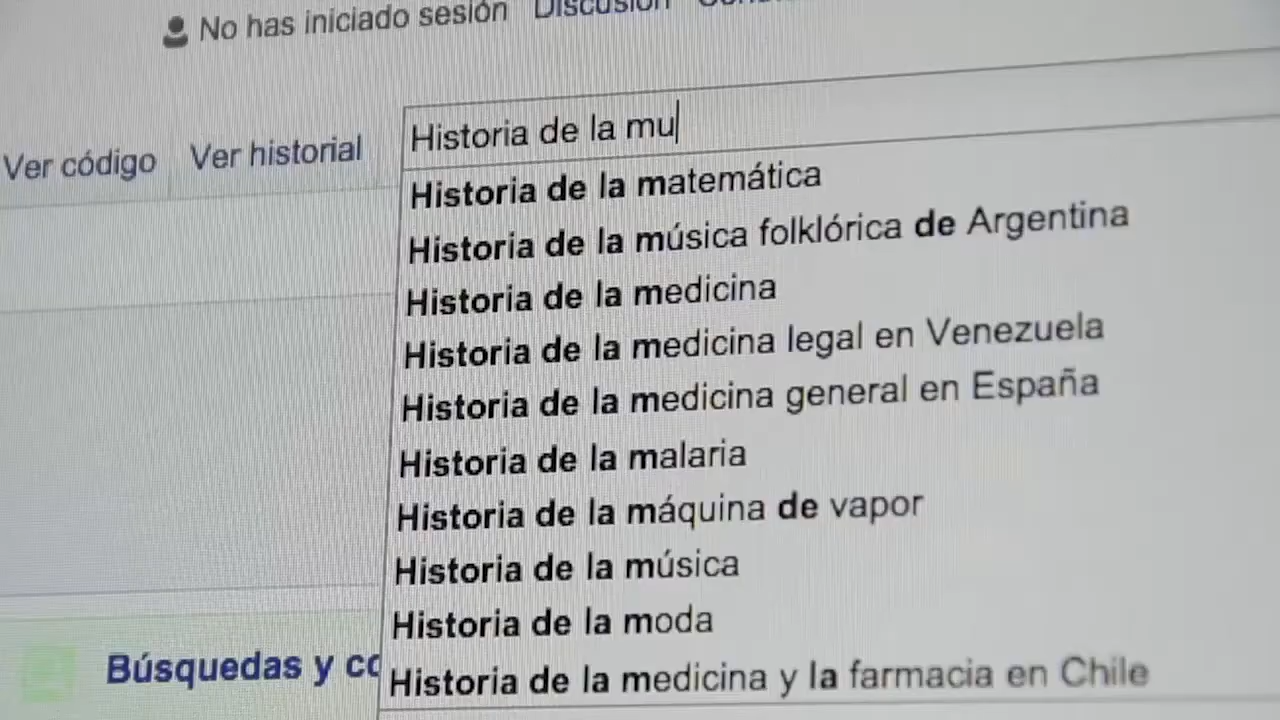 No has iniciado sesión Discusión
Ver código Ver historial
Historia de la mu
Historia de la matemática
Historia de la música folklórica de Argentina
Historia de la medicina
Historia de la medicina legal en Venezuela
Historia de la medicina general en España
Historia de la malaria
Historia de la máquina de vapor
Historia de la música
Historia de la moda
Búsquedas y co
Historia de la medicina y la farmacia en Chile